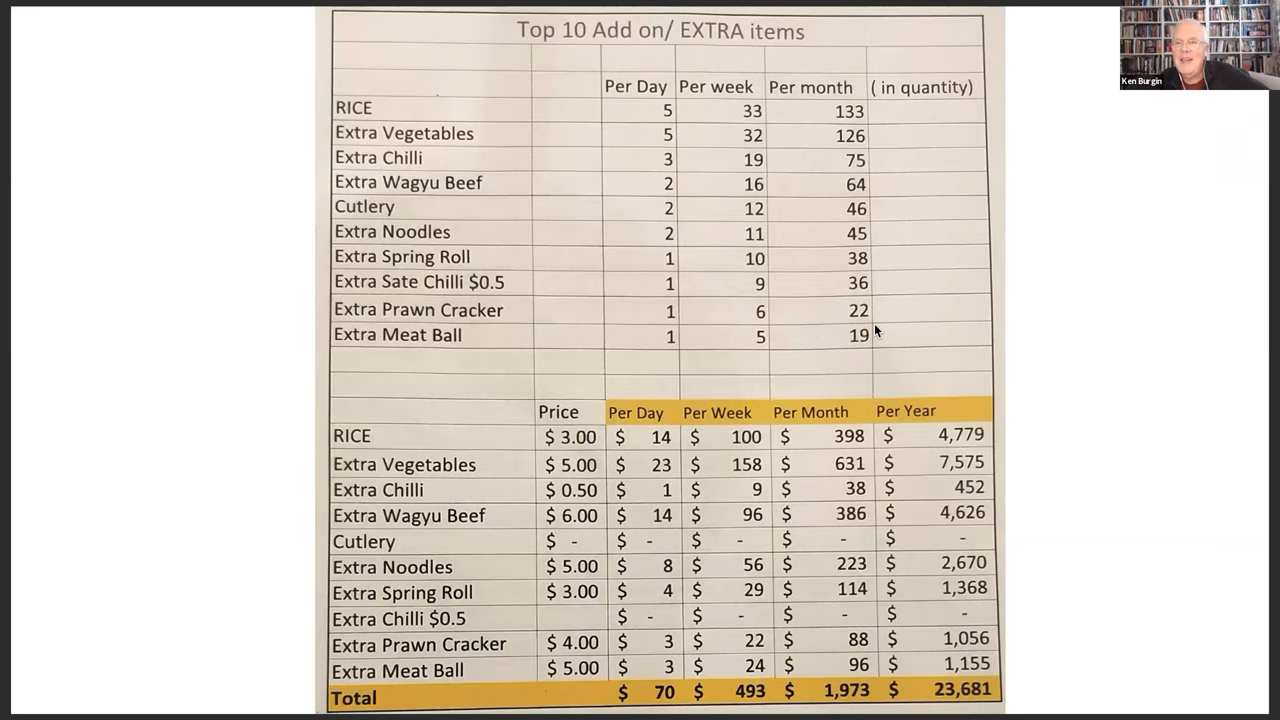 Top 10 Add on/ EXTRA items
Per Day Per week Per month ( in quantity)
RICE 5 33 133
Extra Vegetables 5 32 126
Extra Chilli 3 19 75
Extra Wagyu Beef 2 16 64
Cutlery 2 12 46
Extra Noodles 2 11 45
Extra Spring Roll 1 10 38
Extra Sate Chilli $0.5 1 9 36
Extra Prawn Cracker 1 6 22
Extra Meat Ball 1 5 19
Price Per Day Per Week Per Month Per Year
RICE $ 3.00 $ 14 $ 100 $ 398 $ 4,779
Extra Vegetables $ 5.00 $ 23 $ 158 $ 631 $ 7,575
Extra Chilli $ 0.50 $ 1 $ 9 $ 38 $ 452
Extra Wagyu Beef $ 6.00 $ 14 $ 96 $ 386 $ 4,626
Cutlery $ - $ - $ - $ - $ -
Extra Noodles $ 5.00 $ 8 $ 56 $ 223 $ 2,670
Extra Spring Roll $ 3.00 $ 4 $ 29 $ 114 $ 1,368
Extra Chilli $0.5 $ - $ - $ - $ -
Extra Prawn Cracker $ 4.00 $ 3 $ 22 $ 88 $ 1,056
Extra Meat Ball $ 5.00 $ 3 $ 24 $ 96 $ 1,155
Total $ 70 $ 493 $ 1,973 $ 23,681
Ken Burgin